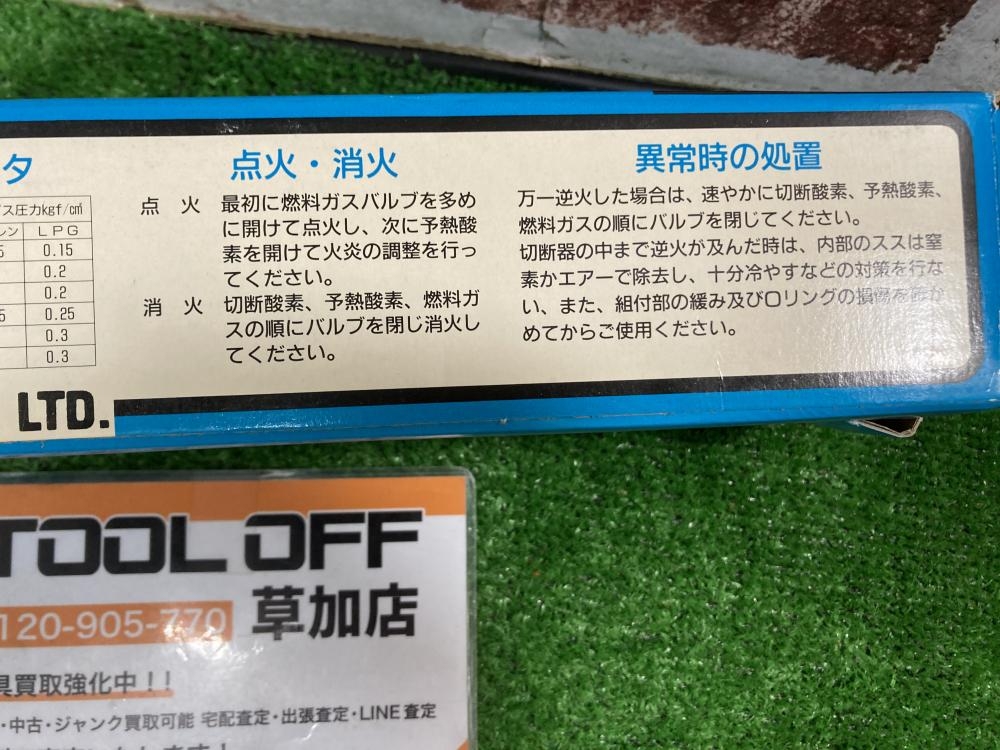 タ
ス圧力kgf/c㎡
レン LPG
5 0.15
0.2
0.2
5 0.25
0.3
0.3
LTD.
点火・消火
点 火 最初に燃料ガスバルブを多め
に開けて点火し、次に予熱酸
素を開けて火炎の調整を行っ
てください。
消 火 切断酸素、予熱酸素、燃料ガ
スの順にバルブを閉じ消火し
てください。
異常時の処置
万一逆火した場合は、速やかに切断酸素、予熱酸素、
燃料ガスの順にバルブを閉じてください。
切断器の中まで逆火が及んだ時は、内部のススは窒
素かエアーで除去し、十分冷やすなどの対策を行な
い、また、組付部の緩み及びOリングの損傷を確か
めてからご使用ください。
TOOL OFF
120-905-770 草加店
具買取強化中!!
・中古・ジャンク買取可能 宅配査定・出張査定・LINE査定